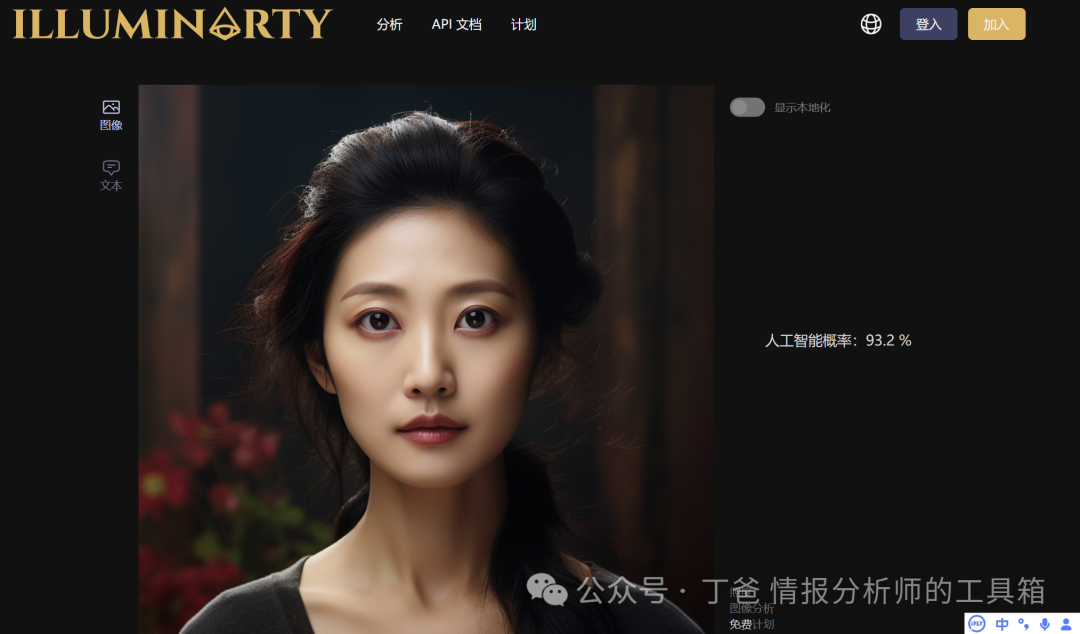 ILLUMINARTY
分析 API 文档 计划
登入 加入
图像
显示本地化
文本
人工智能概率：93.2 %
公众号 · 丁爸 情报分析师的工具箱
图像分析
免费计划
iFLY 中